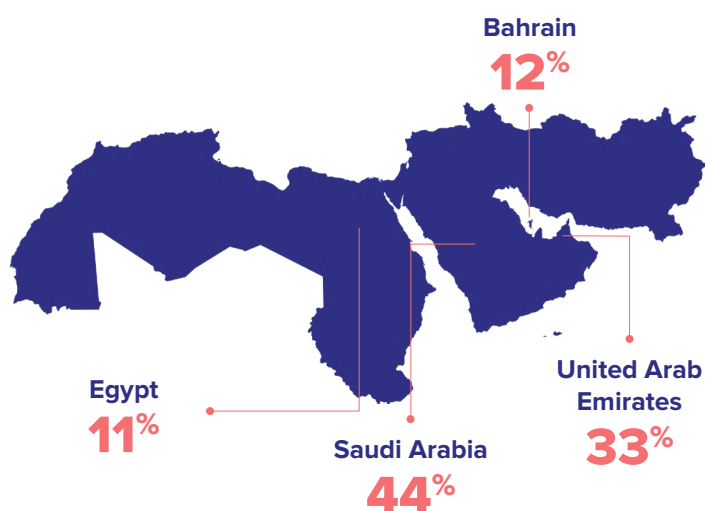 Bahrain
12%
Egypt
11%
Saudi Arabia
44%
United Arab
Emirates
33%